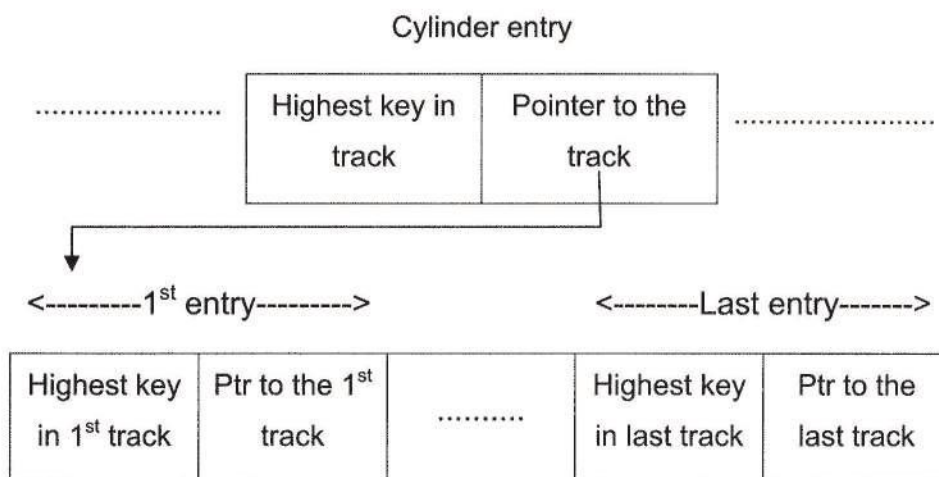 Cylinder entry
.................... Highest key in Pointer to the .....................
track track
<---------1st entry---------> <-------Last entry------->
Highest key Ptr to the 1st .......... Highest key Ptr to the
in 1st track track in last track last track